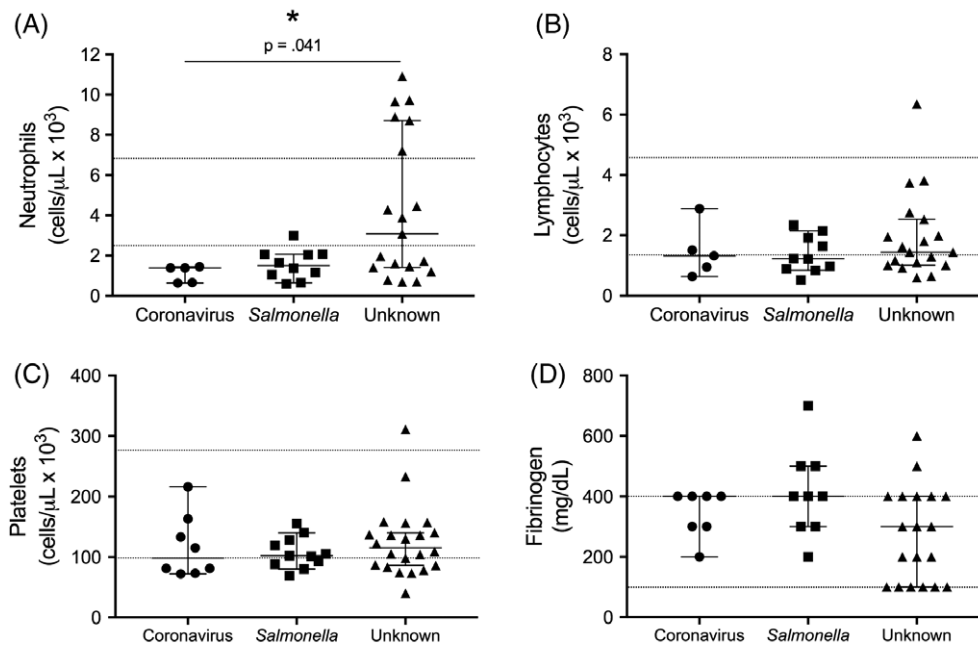 (A)
*
p = .041
Neutrophils
(cells/μL x 10³)
12
10
8
6
4
2
0
Coronavirus Salmonella Unknown
(B)
Lymphocytes
(cells/μL x 10³)
8
6
4
2
0
Coronavirus Salmonella Unknown
(C)
Platelets
(cells/μL x 10³)
400
300
200
100
0
Coronavirus Salmonella Unknown
(D)
Fibrinogen
(mg/dL)
800
600
400
200
0
Coronavirus Salmonella Unknown